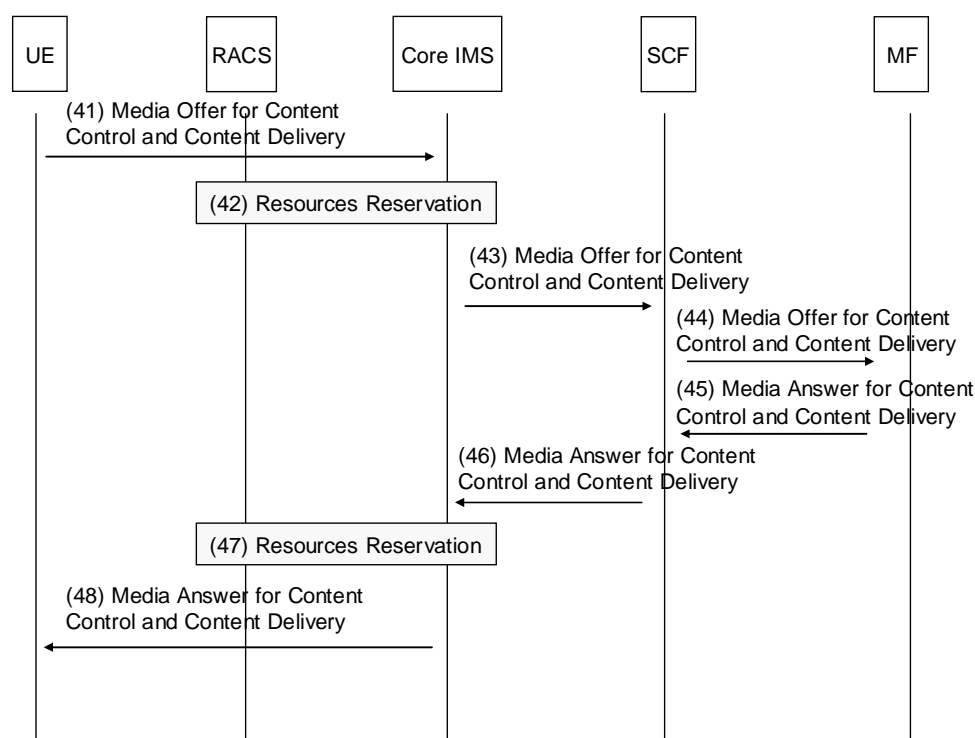 UE
RACS
Core IMS
SCF
MF
(41) Media Offer for Content
Control and Content Delivery
(42) Resources Reservation
(43) Media Offer for Content
Control and Content Delivery
(44) Media Offer for Content
Control and Content Delivery
(45) Media Answer for Content
Control and Content Delivery
(46) Media Answer for Content
Control and Content Delivery
(47) Resources Reservation
(48) Media Answer for Content
Control and Content Delivery